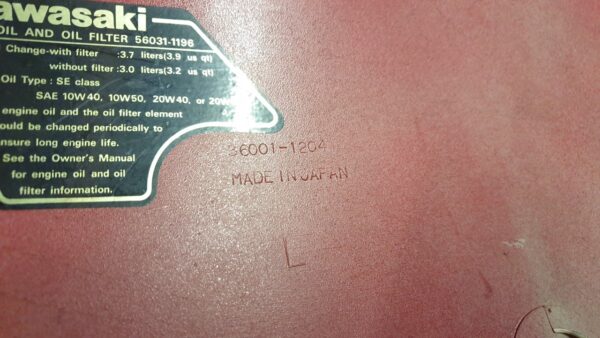 awasaki
OIL AND OIL FILTER 56031-1196
Change-with filter :3.7 liters(3.9 us qt)
without filter :3.0 liters(3.2 us qt)
Oil Type : SE class
SAE 10W40, 10W50, 20W40, or 20W
engine oil and the oil filter element
ould be changed periodically to
nsure long engine life.
See the Owner's Manual
for engine oil and oil
filter information.
36001-1204
MADE IN JAPAN
L